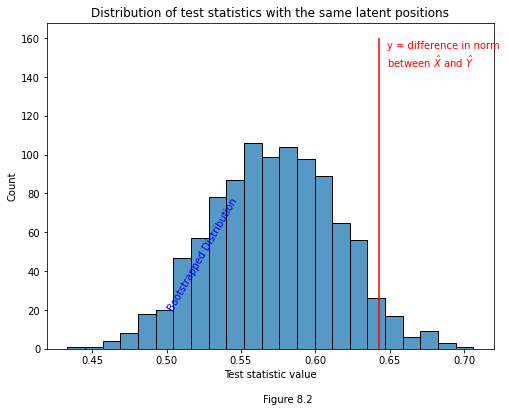 Distribution of test statistics with the same latent positions
160
140
120
100
80
60
40
20
0
Count
y = difference in norm
between X̂ and Ŷ
Bootstrapped Distribution
0.45 0.50 0.55 0.60 0.65 0.70
Test statistic value
Figure 8.2